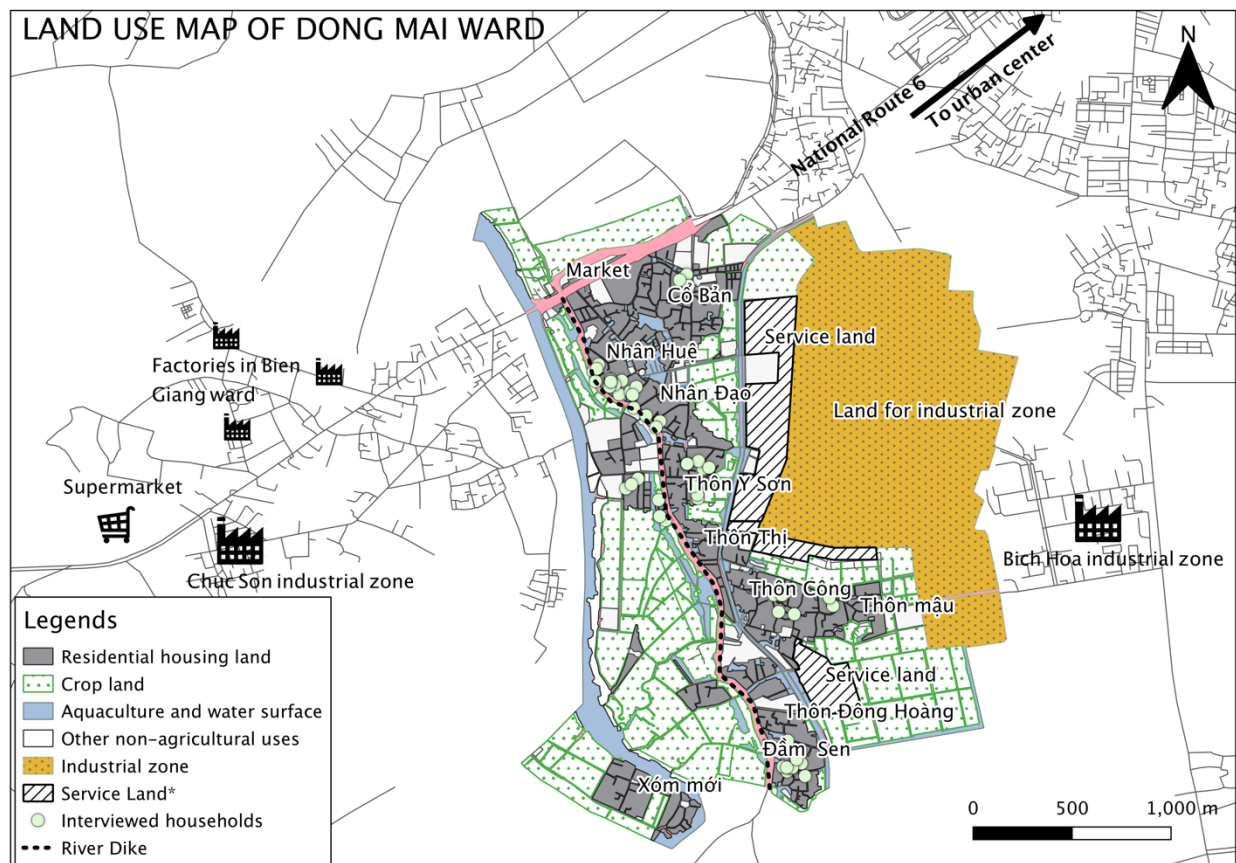 LAND USE MAP OF DONG MAI WARD
N
National Route 6
To urban center
Market
Cổ Bản
Service land
Nhân Huệ
Factories in Bien
Giang ward
Nhân Đạo
Land for industrial zone
Supermarket
Thôn Y Sơn
Thôn Thi
Chuc Son industrial zone
Bich Hoa industrial zone
Thôn Công
Thôn mậu
Service land
Thôn Đồng Hoàng
Đầm Sen
Xóm mới
Legends
Residential housing land
Crop land
Aquaculture and water surface
Other non-agricultural uses
Industrial zone
Service Land*
Interviewed households
River Dike
0 500 1,000 m